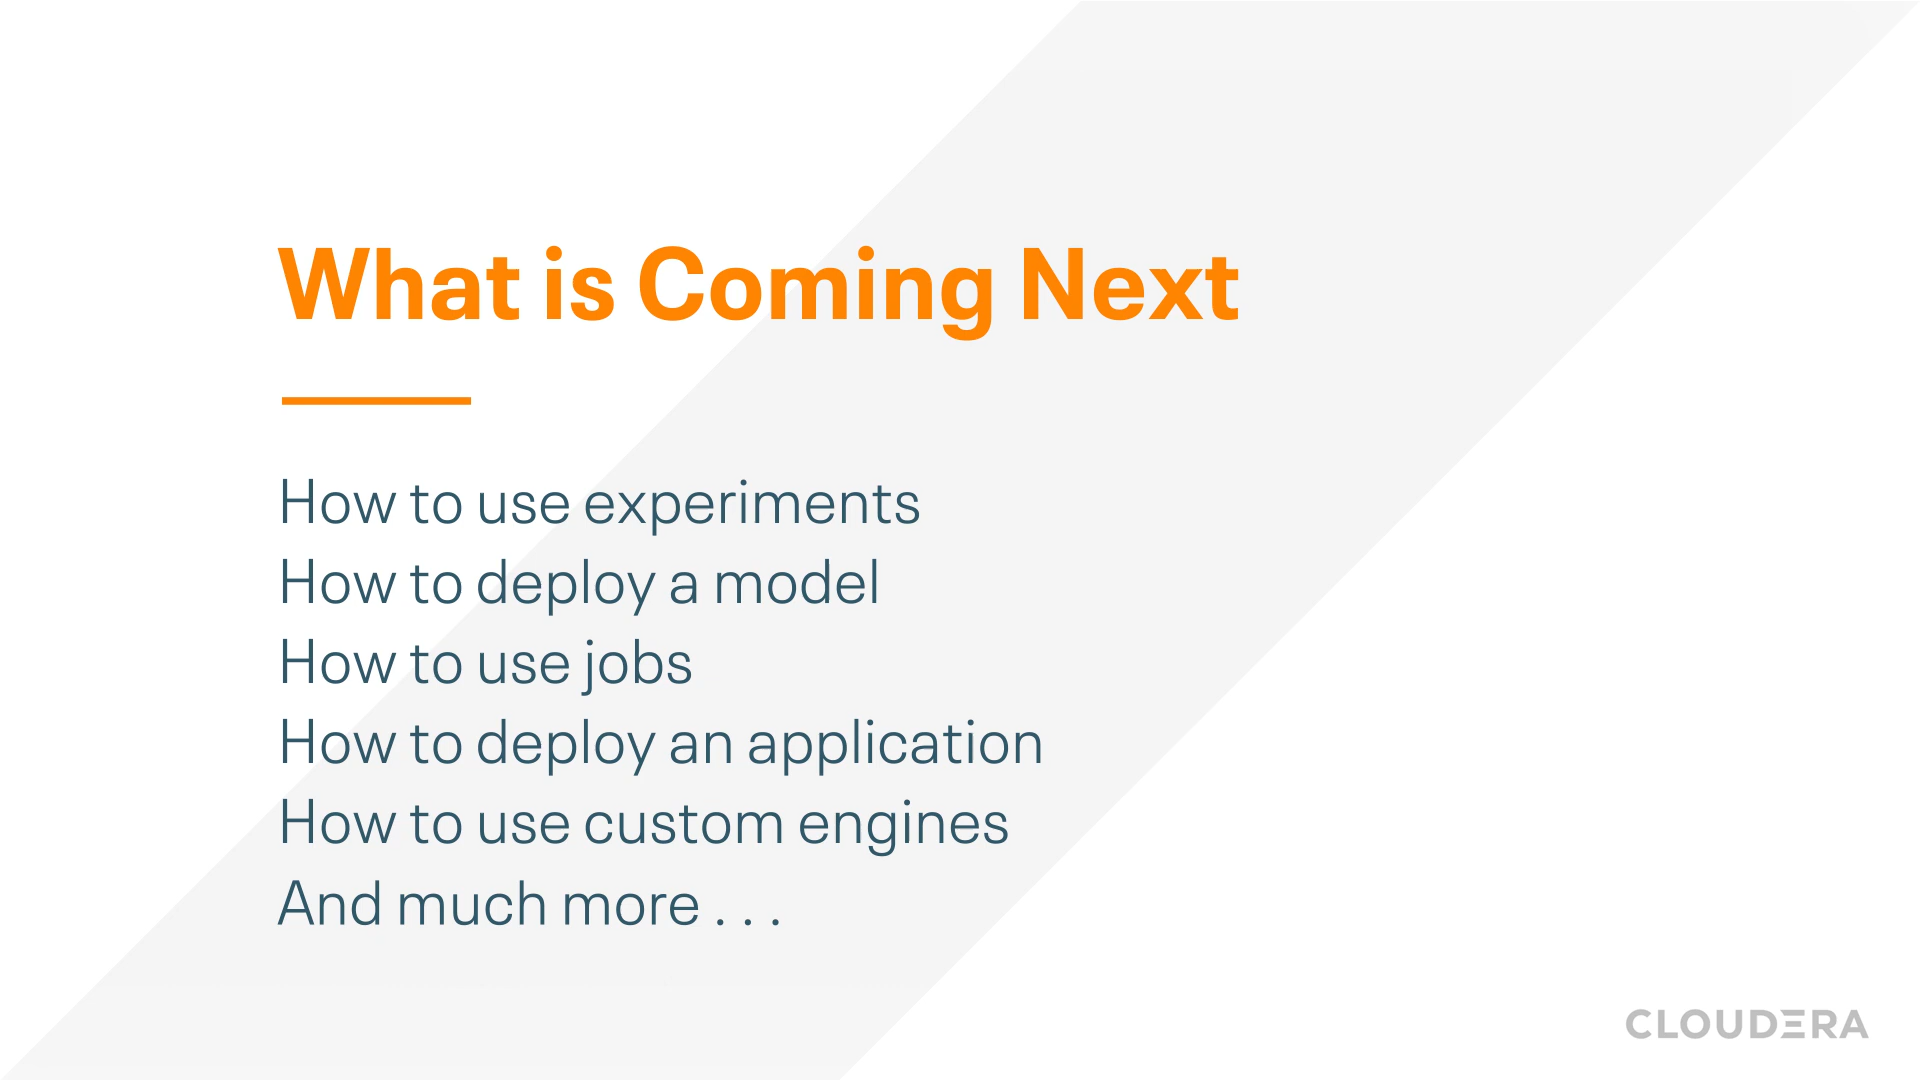 What is Coming Next
How to use experiments
How to deploy a model
How to use jobs
How to deploy an application
How to use custom engines
And much more . . .
CLOUDERA